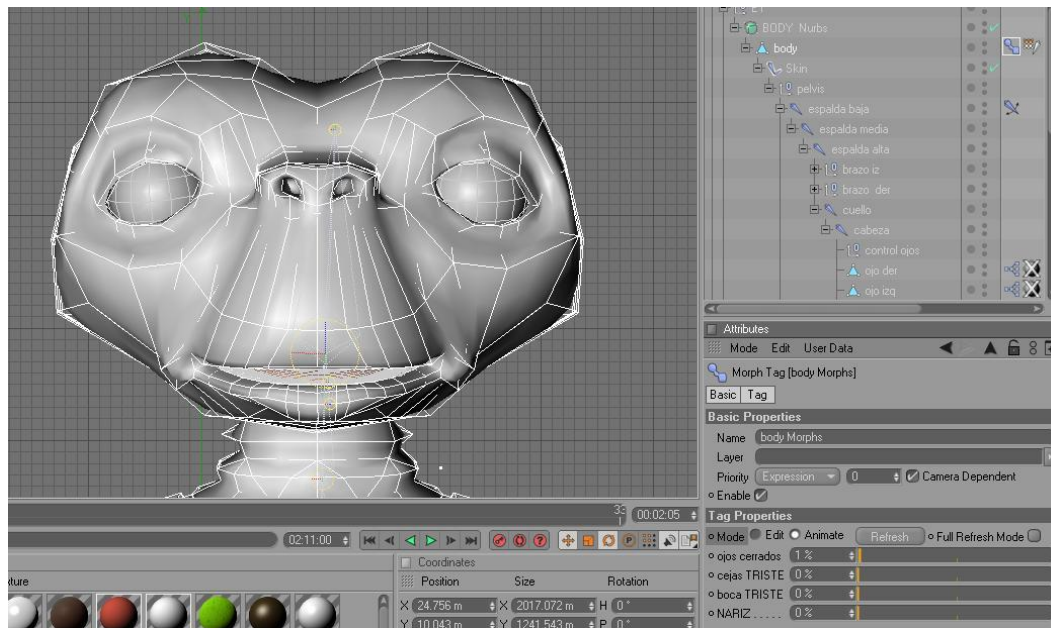 ET
BODY Nurbs
body
Skin
pelvis
espalda baja
espalda media
espalda alta
brazo iz
brazo der
cuello
cabeza
control ojos
ojo der
ojo izq
Attributes
Mode Edit User Data
Morph Tag [body Morphs]
Basic Tag
Basic Properties
Name body Morphs
Layer
Priority Expression 0 Camera Dependent
Enable
Tag Properties
Mode Edit Animate Refresh Full Refresh Mode
ojos cerrados 1 %
cejas TRISTE 0 %
boca TRISTE 0 %
NARIZ . . . . . 0 %
33 00:02:05
02:11:00
Coordinates
Position Size Rotation
X 24.756 m X 2017.072 m H 0 °
Y 10.043 m Y 1241.543 m P 0 °